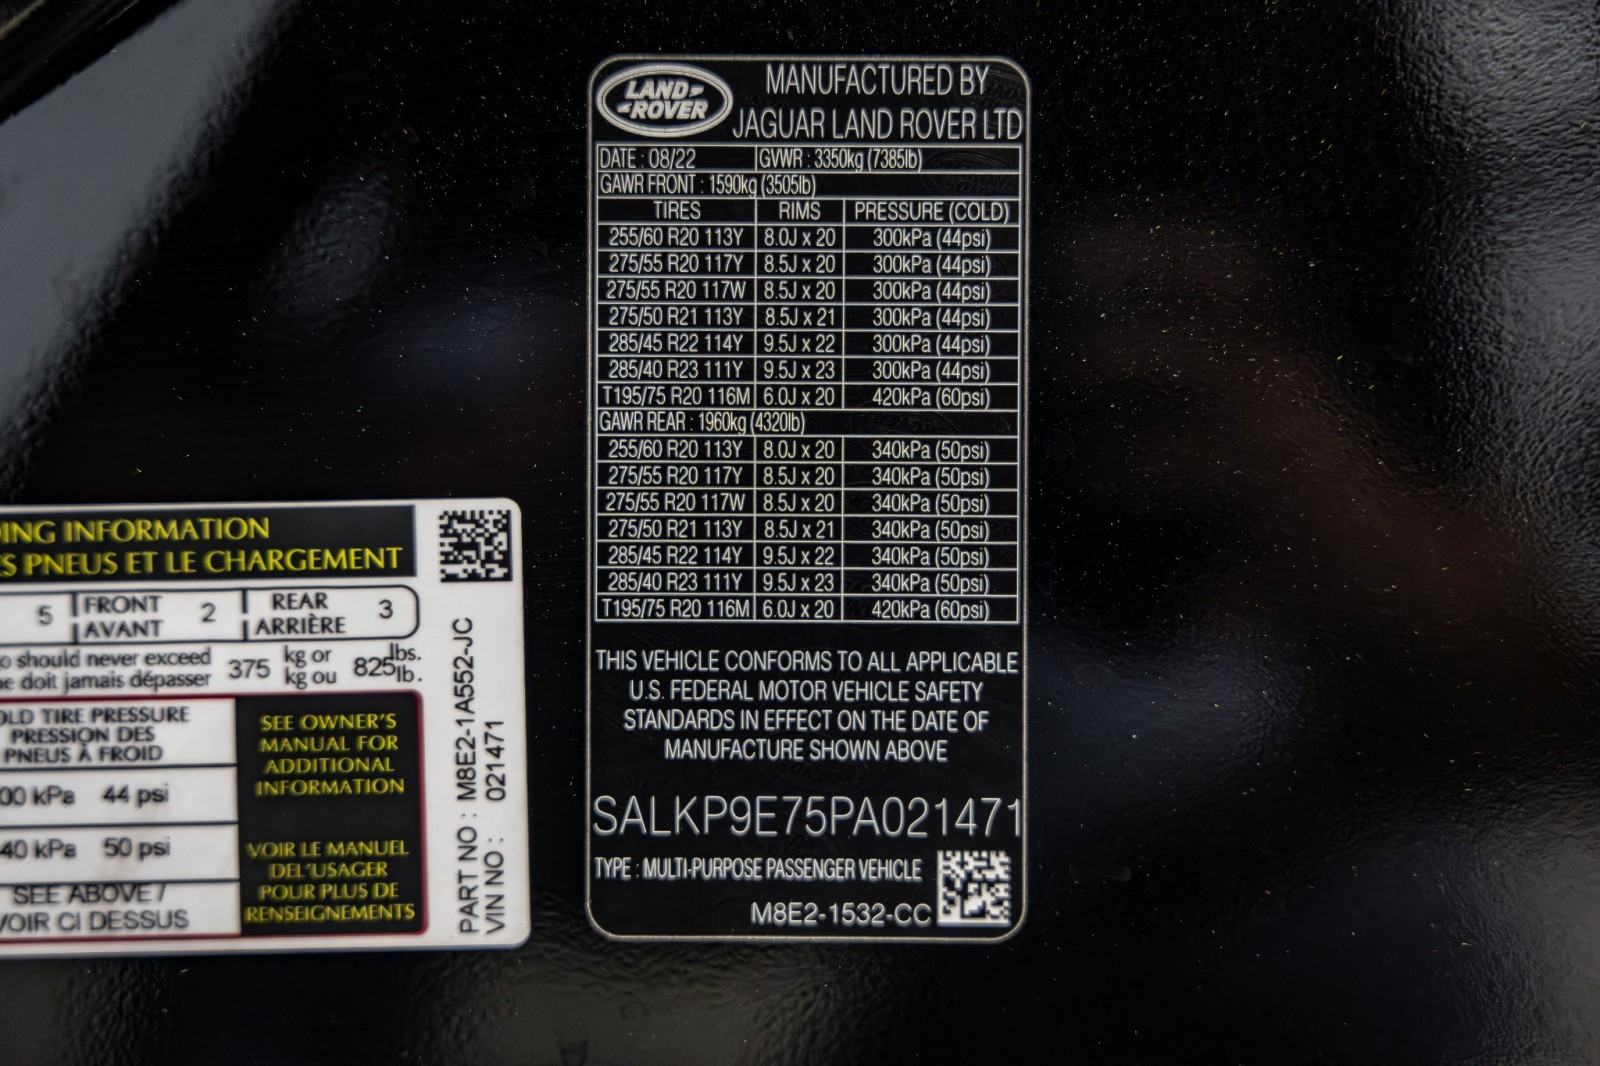 LAND
ROVER
MANUFACTURED BY
JAGUAR LAND ROVER LTD
DATE : 08/22 GVWR : 3350kg (7385lb)
GAWR FRONT : 1590kg (3505lb)
TIRES RIMS PRESSURE (COLD)
255/60 R20 113Y 8.0J x 20 300kPa (44psi)
275/55 R20 117Y 8.5J x 20 300kPa (44psi)
275/55 R20 117W 8.5J x 20 300kPa (44psi)
275/50 R21 113Y 8.5J x 21 300kPa (44psi)
285/45 R22 114Y 9.5J x 22 300kPa (44psi)
285/40 R23 111Y 9.5J x 23 300kPa (44psi)
T195/75 R20 116M 6.0J x 20 420kPa (60psi)
GAWR REAR : 1960kg (4320lb)
255/60 R20 113Y 8.0J x 20 340kPa (50psi)
275/55 R20 117Y 8.5J x 20 340kPa (50psi)
275/55 R20 117W 8.5J x 20 340kPa (50psi)
275/50 R21 113Y 8.5J x 21 340kPa (50psi)
285/45 R22 114Y 9.5J x 22 340kPa (50psi)
285/40 R23 111Y 9.5J x 23 340kPa (50psi)
T195/75 R20 116M 6.0J x 20 420kPa (60psi)
THIS VEHICLE CONFORMS TO ALL APPLICABLE
U.S. FEDERAL MOTOR VEHICLE SAFETY
STANDARDS IN EFFECT ON THE DATE OF
MANUFACTURE SHOWN ABOVE
SALKP9E75PA021471
TYPE : MULTI-PURPOSE PASSENGER VEHICLE
M8E2-1532-CC
ING INFORMATION
S PNEUS ET LE CHARGEMENT
5 FRONT 2 REAR 3
AVANT ARRIÈRE
o should never exceed 375 kg or 825 lbs.
e doit jamais dépasser kg ou lb.
OLD TIRE PRESSURE
PRESSION DES
PNEUS À FROID
00 kPa 44 psi
40 kPa 50 psi
SEE ABOVE /
VOIR CI DESSUS
SEE OWNER'S
MANUAL FOR
ADDITIONAL
INFORMATION
VOIR LE MANUEL
DEL'USAGER
POUR PLUS DE
RENSEIGNEMENTS
PART NO : M8E2-1A552-JC
VIN NO : 021471